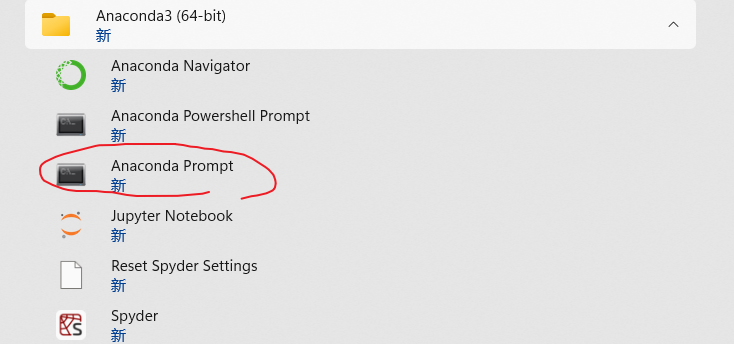 Anaconda3 (64-bit)
新
Anaconda Navigator
新
Anaconda Powershell Prompt
新
Anaconda Prompt
新
Jupyter Notebook
新
Reset Spyder Settings
新
Spyder
新